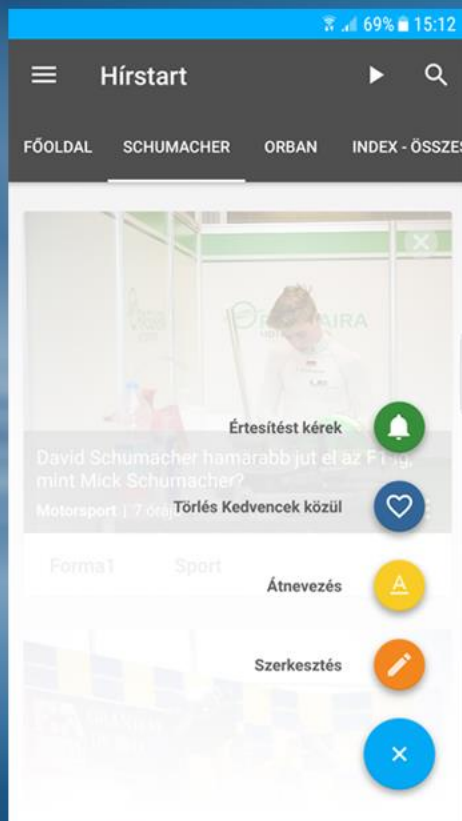 69% 15:12
Hírstart
FŐOLDAL SCHUMACHER ORBAN INDEX - ÖSSZES
Értesítést kérek
David Schumacher hamarabb jut el az F1-ig,
mint Mick Schumacher?
Motorsport | 7 órája
Törlés Kedvencek közül
Forma1 Sport
Átnevezés
Szerkesztés